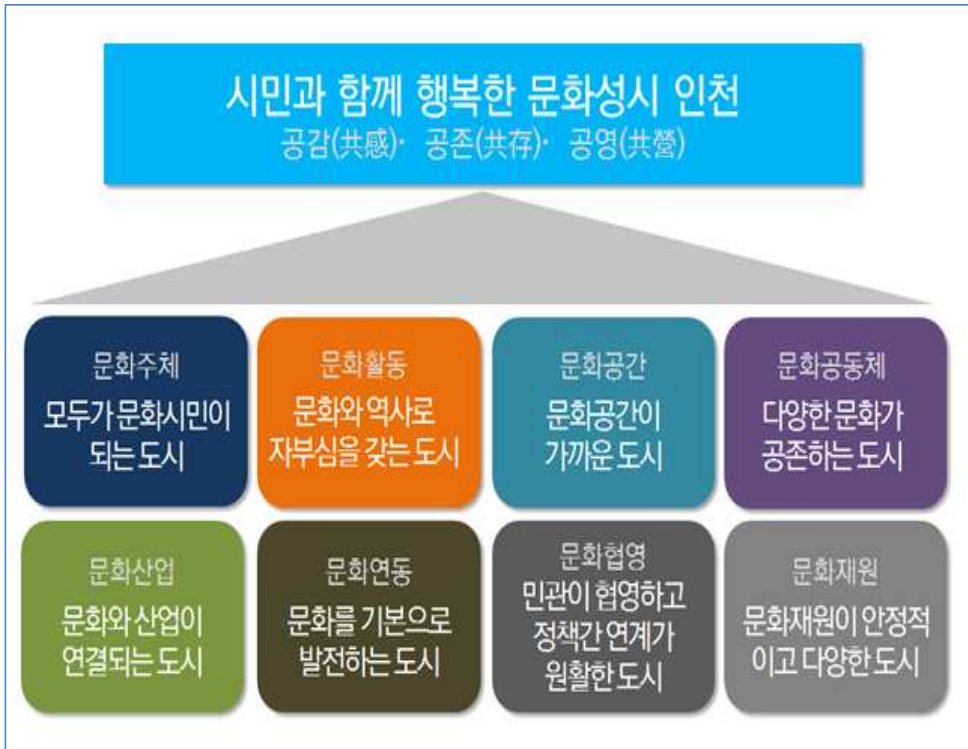 시민과 함께 행복한 문화성시 인천
공감(共感)· 공존(共存)· 공영(共營)
문화주체
모두가 문화시민이
되는 도시
문화활동
문화와 역사로
자부심을 갖는 도시
문화공간
문화공간이
가까운 도시
문화공동체
다양한 문화가
공존하는 도시
문화산업
문화와 산업이
연결되는 도시
문화연동
문화를 기본으로
발전하는 도시
문화협영
민관이 협영하고
정책간 연계가
원활한 도시
문화재원
문화재원이 안정적
이고 다양한 도시